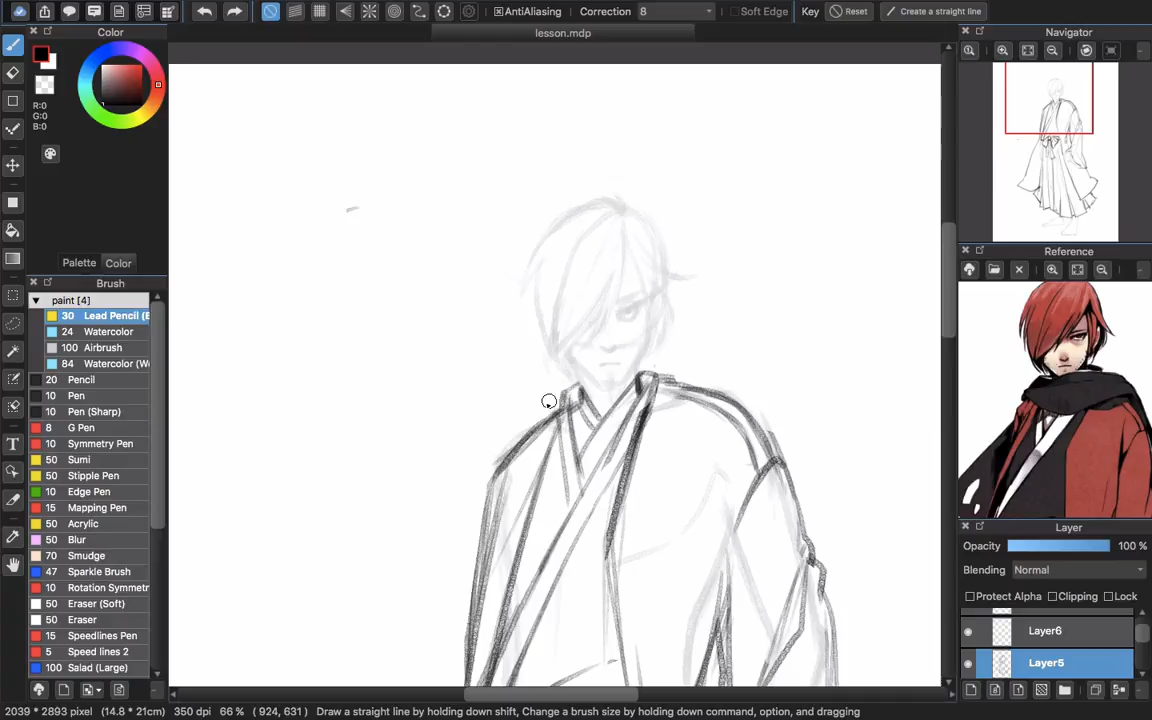 AntiAliasing Correction 8 Soft Edge Key Reset Create a straight line
Color
lesson.mdp
Navigator
R:0
G:0
B:0
Palette Color
Brush
paint [4]
30 Lead Pencil (E
24 Watercolor
100 Airbrush
84 Watercolor (W
20 Pencil
10 Pen
10 Pen (Sharp)
8 G Pen
10 Symmetry Pen
50 Sumi
50 Stipple Pen
10 Edge Pen
15 Mapping Pen
50 Acrylic
50 Blur
70 Smudge
47 Sparkle Brush
10 Rotation Symmetr
50 Eraser (Soft)
50 Eraser
15 Speedlines Pen
5 Speed lines 2
100 Salad (Large)
Reference
Layer
Opacity 100 %
Blending Normal
Protect Alpha Clipping Lock
Layer6
Layer5
2039 * 2893 pixel (14.8 * 21cm) 350 dpi 66 % ( 924, 631) Draw a straight line by holding down shift, Change a brush size by holding down command, option, and dragging